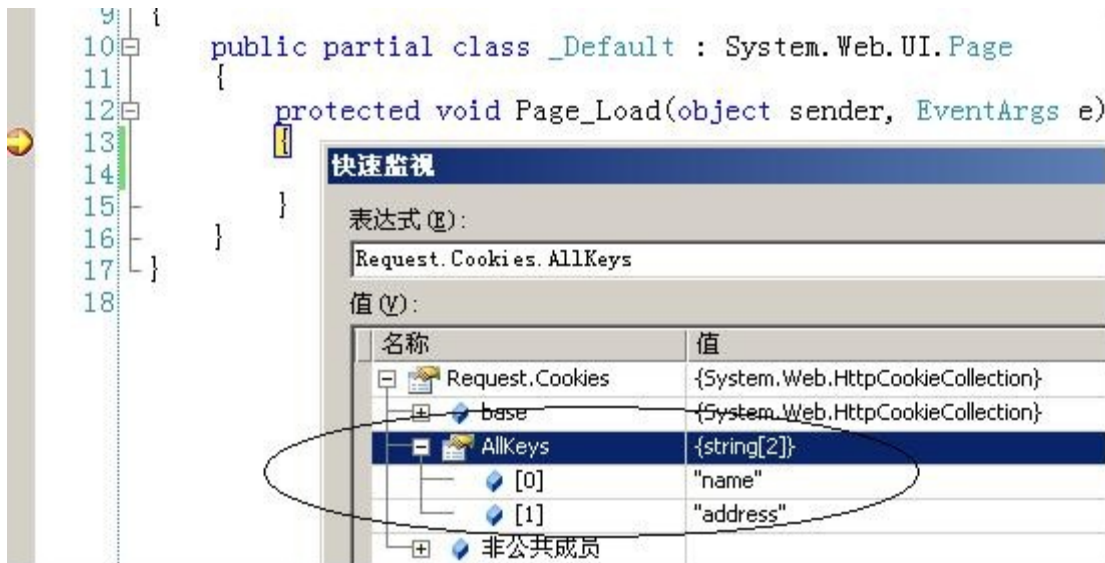 9 {
10 public partial class _Default : System.Web.UI.Page
11 {
12 protected void Page_Load(object sender, EventArgs e)
13 {
14
15 }
16 }
17 }
18
快速监视
表达式(E):
Request.Cookies.AllKeys
值(V):
名称 值
Request.Cookies {System.Web.HttpCookieCollection}
base {System.Web.HttpCookieCollection}
AllKeys {string[2]}
[0] "name"
[1] "address"
非公共成员